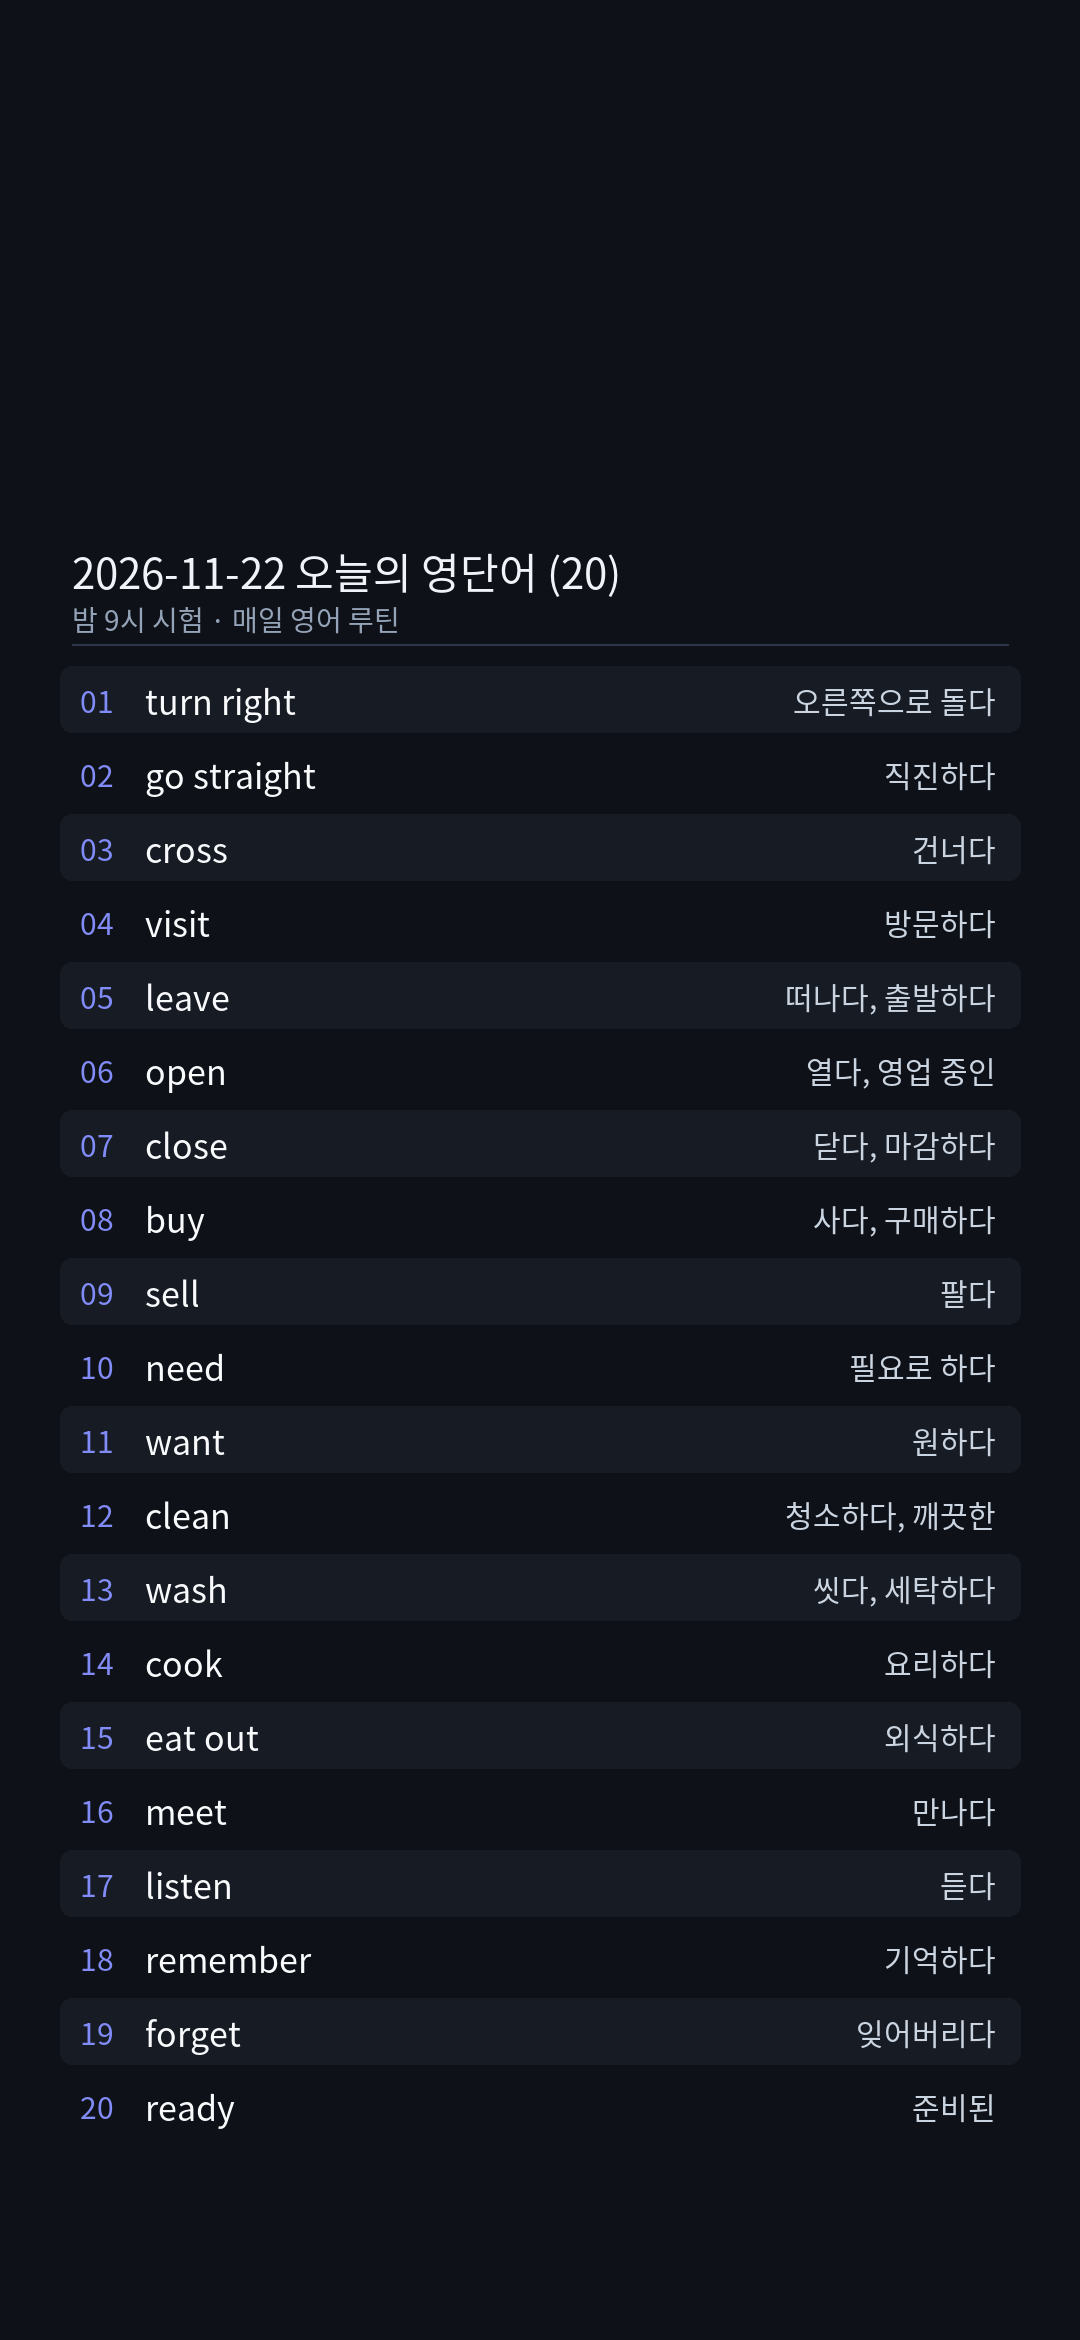 2026-11-22 오늘의 영단어 (20)
밤 9시 시험 · 매일 영어 루틴
01 turn right 오른쪽으로 돌다
02 go straight 직진하다
03 cross 건너다
04 visit 방문하다
05 leave 떠나다, 출발하다
06 open 열다, 영업 중인
07 close 닫다, 마감하다
08 buy 사다, 구매하다
09 sell 팔다
10 need 필요로 하다
11 want 원하다
12 clean 청소하다, 깨끗한
13 wash 씻다, 세탁하다
14 cook 요리하다
15 eat out 외식하다
16 meet 만나다
17 listen 듣다
18 remember 기억하다
19 forget 잊어버리다
20 ready 준비된